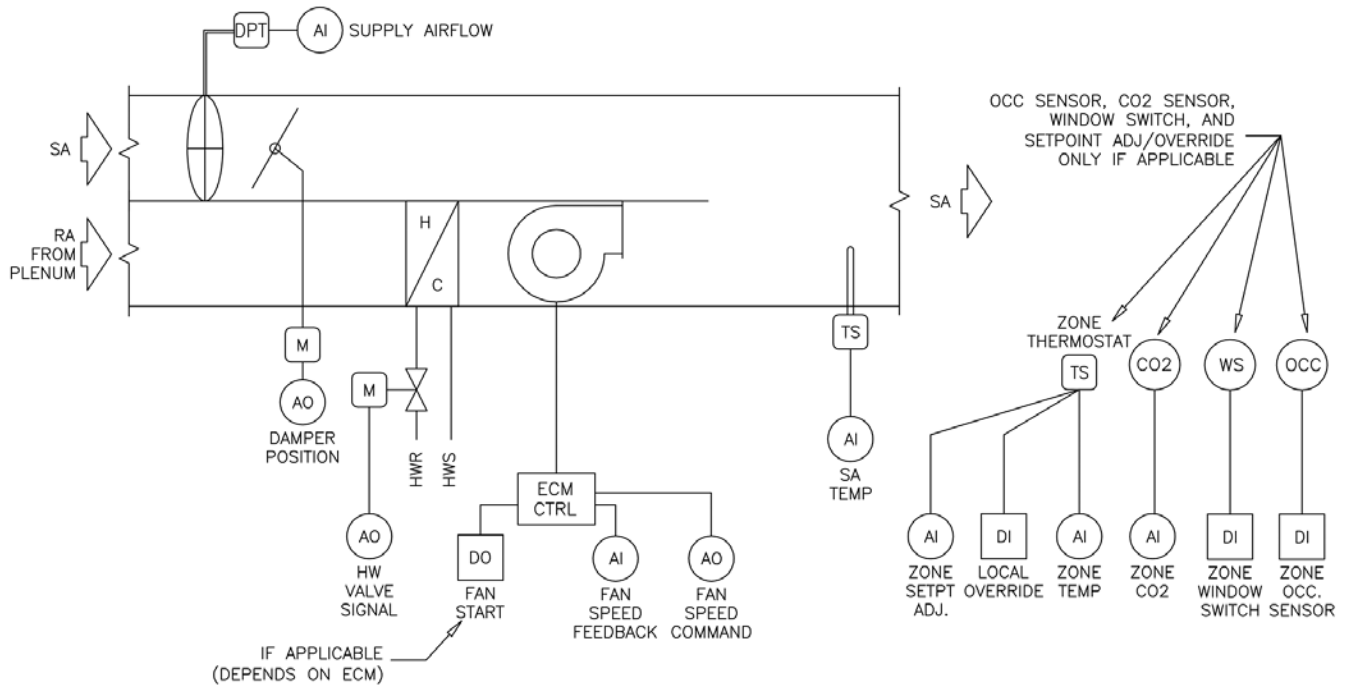 DPT
AI
SUPPLY AIRFLOW
SA
RA
FROM
PLENUM
H
C
SA
OCC SENSOR, CO2 SENSOR,
WINDOW SWITCH, AND
SETPOINT ADJ/OVERRIDE
ONLY IF APPLICABLE
M
AO
DAMPER
POSITION
M
HWR
HWS
AO
HW
VALVE
SIGNAL
ECM
CTRL
DO
FAN
START
AI
FAN
SPEED
FEEDBACK
AO
FAN
SPEED
COMMAND
IF APPLICABLE
(DEPENDS ON ECM)
TS
AI
SA
TEMP
ZONE
THERMOSTAT
TS
CO2
WS
OCC
AI
ZONE
SETPT
ADJ.
DI
LOCAL
OVERRIDE
AI
ZONE
TEMP
AI
ZONE
CO2
DI
ZONE
WINDOW
SWITCH
DI
ZONE
OCC.
SENSOR